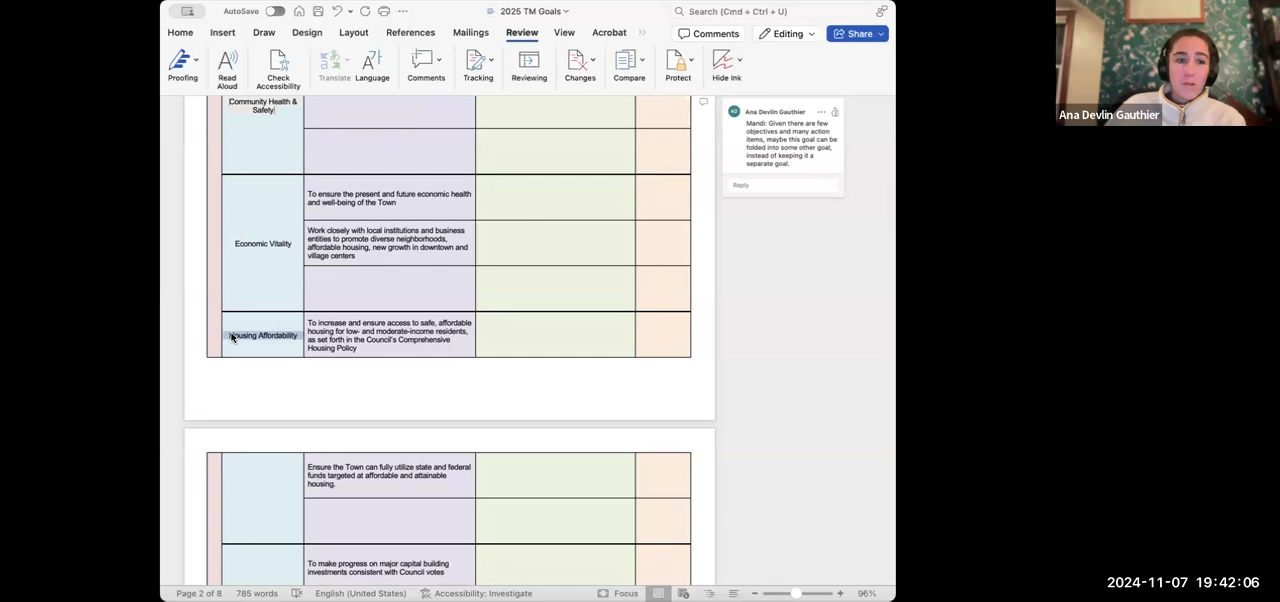 AutoSave
2025 TM Goals
Search (Cmd + Ctrl + U)
Home
Insert
Draw
Design
Layout
References
Mailings
Review
View
Acrobat
Comments
Editing
Share
Proofing
Read
Aloud
Check
Accessibility
Translate
Language
Comments
Tracking
Reviewing
Changes
Compare
Protect
Hide Ink
Community Health &
Safety
Economic Vitality
To ensure the present and future economic health
and well-being of the Town
Work closely with local institutions and business
entities to promote diverse neighborhoods,
affordable housing, new growth in downtown and
village centers
Housing Affordability
To increase and ensure access to safe, affordable
housing for low- and moderate-income residents,
as set forth in the Council's Comprehensive
Housing Policy
Ensure the Town can fully utilize state and federal
funds targeted at affordable and attainable
housing.
To make progress on major capital building
investments consistent with Council votes
AD
Ana Devlin Gauthier
Mandi: Given there are few
objectives and many action
items, maybe this goal can be
folded into some other goal,
instead of keeping it a
separate goal.
Reply
Page 2 of 8
785 words
English (United States)
Accessibility: Investigate
Focus
96%
Ana Devlin Gauthier
2024-11-07 19:42:06